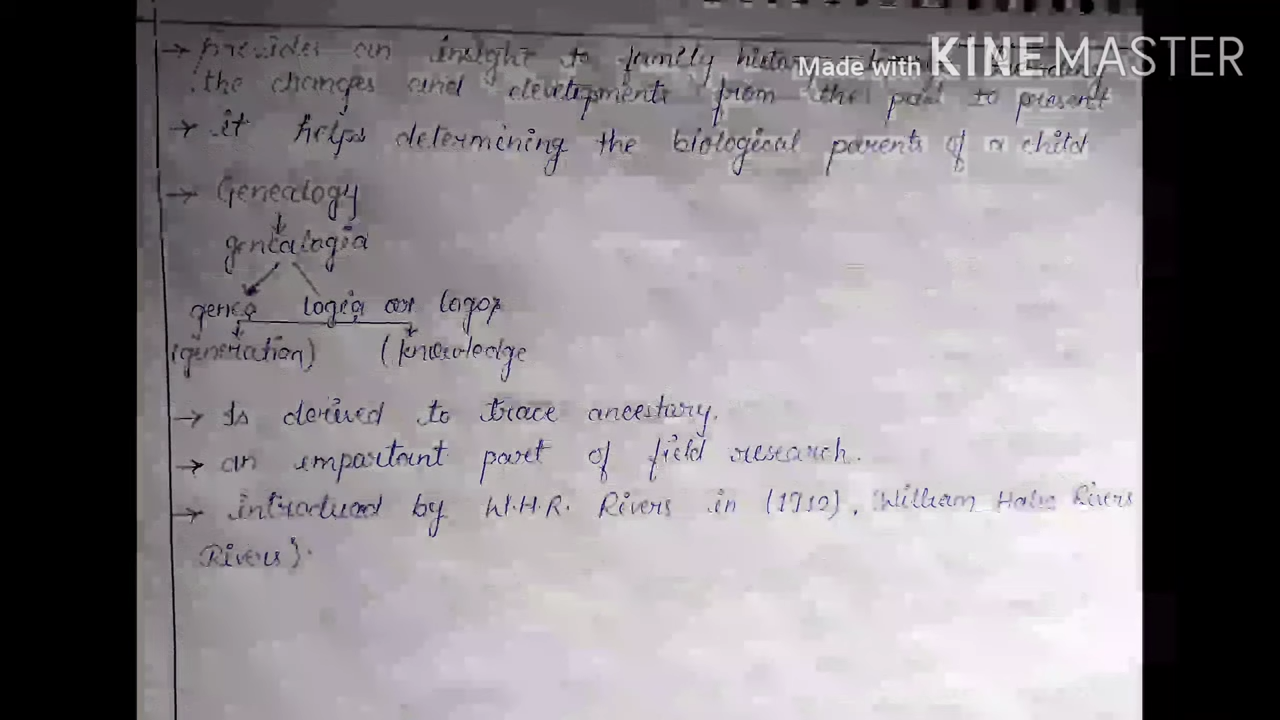 → provides an insight to family history
Made with KINEMASTER
the changes and developments from the past to present
→ it helps determining the biological parents of a child
→ Genealogy
genealogia
genea logia or logos
(generation) (knowledge
→ Is derived to trace ancestary.
→ an important part of field research.
→ introduced by W.H.R. Rivers in (1910), William Rivers
Rivers).